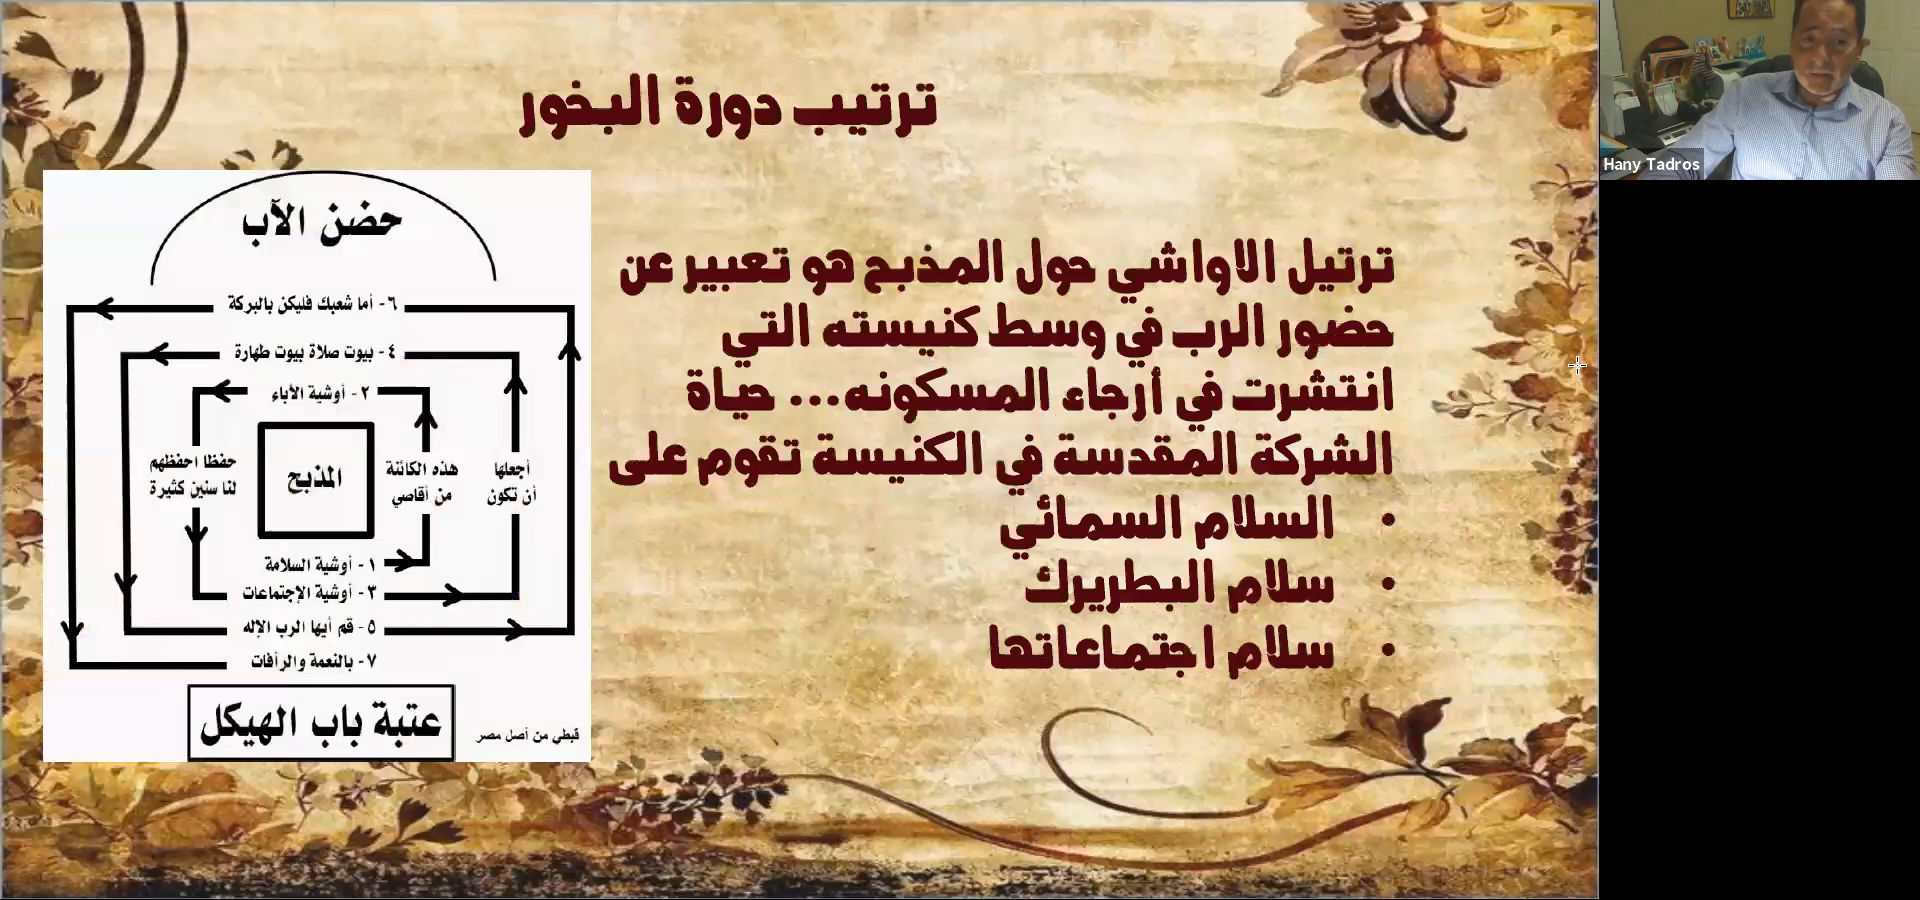 ترتيب دورة البخور
حضن الآب
٦- أما شعبك فليكن بالبركة
٤- بيوت صلاة بيوت طهارة
٢- أوشية الآباء
حفظا احفظهم
لنا سنين كثيرة
المذبح
هذه الكائنة
من أقاصي
أجعلها
أن تكون
١- أوشية السلامة
٣- أوشية الإجتماعات
٥- قم أيها الرب الإله
٧- بالنعمة والرأفات
عتبة باب الهيكل
قبطي من أصل مصر
ترتيل الاواشي حول المذبح هو تعبير عن
حضور الرب في وسط كنيسته التي
انتشرت في أرجاء المسكونه... حياة
الشركة المقدسة في الكنيسة تقوم على
• السلام السمائي
• سلام البطريرك
• سلام اجتماعاتها
Hany Tadros